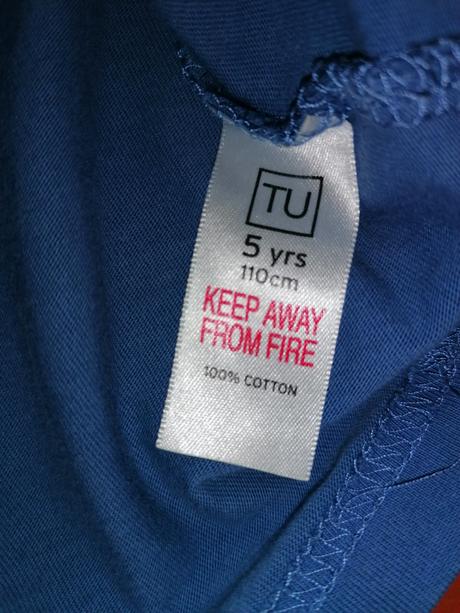 TU
5 yrs
110cm
KEEP AWAY
FROM FIRE
100% COTTON